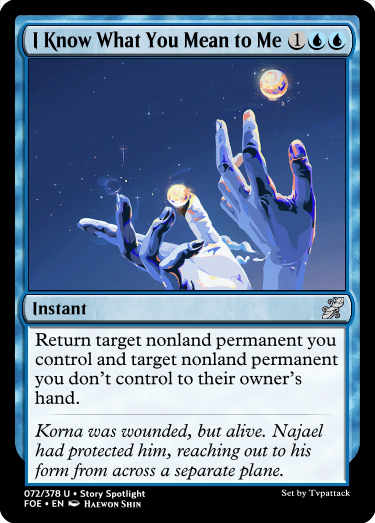 I Know What You Mean to Me 1
Instant
Return target nonland permanent you
control and target nonland permanent
you don't control to their owner's
hand.
Korna was wounded, but alive. Najael
had protected him, reaching out to his
form from across a separate plane.
072/378 U • Story Spotlight
Set by Tvpattack
FOE • EN Haewon Shin